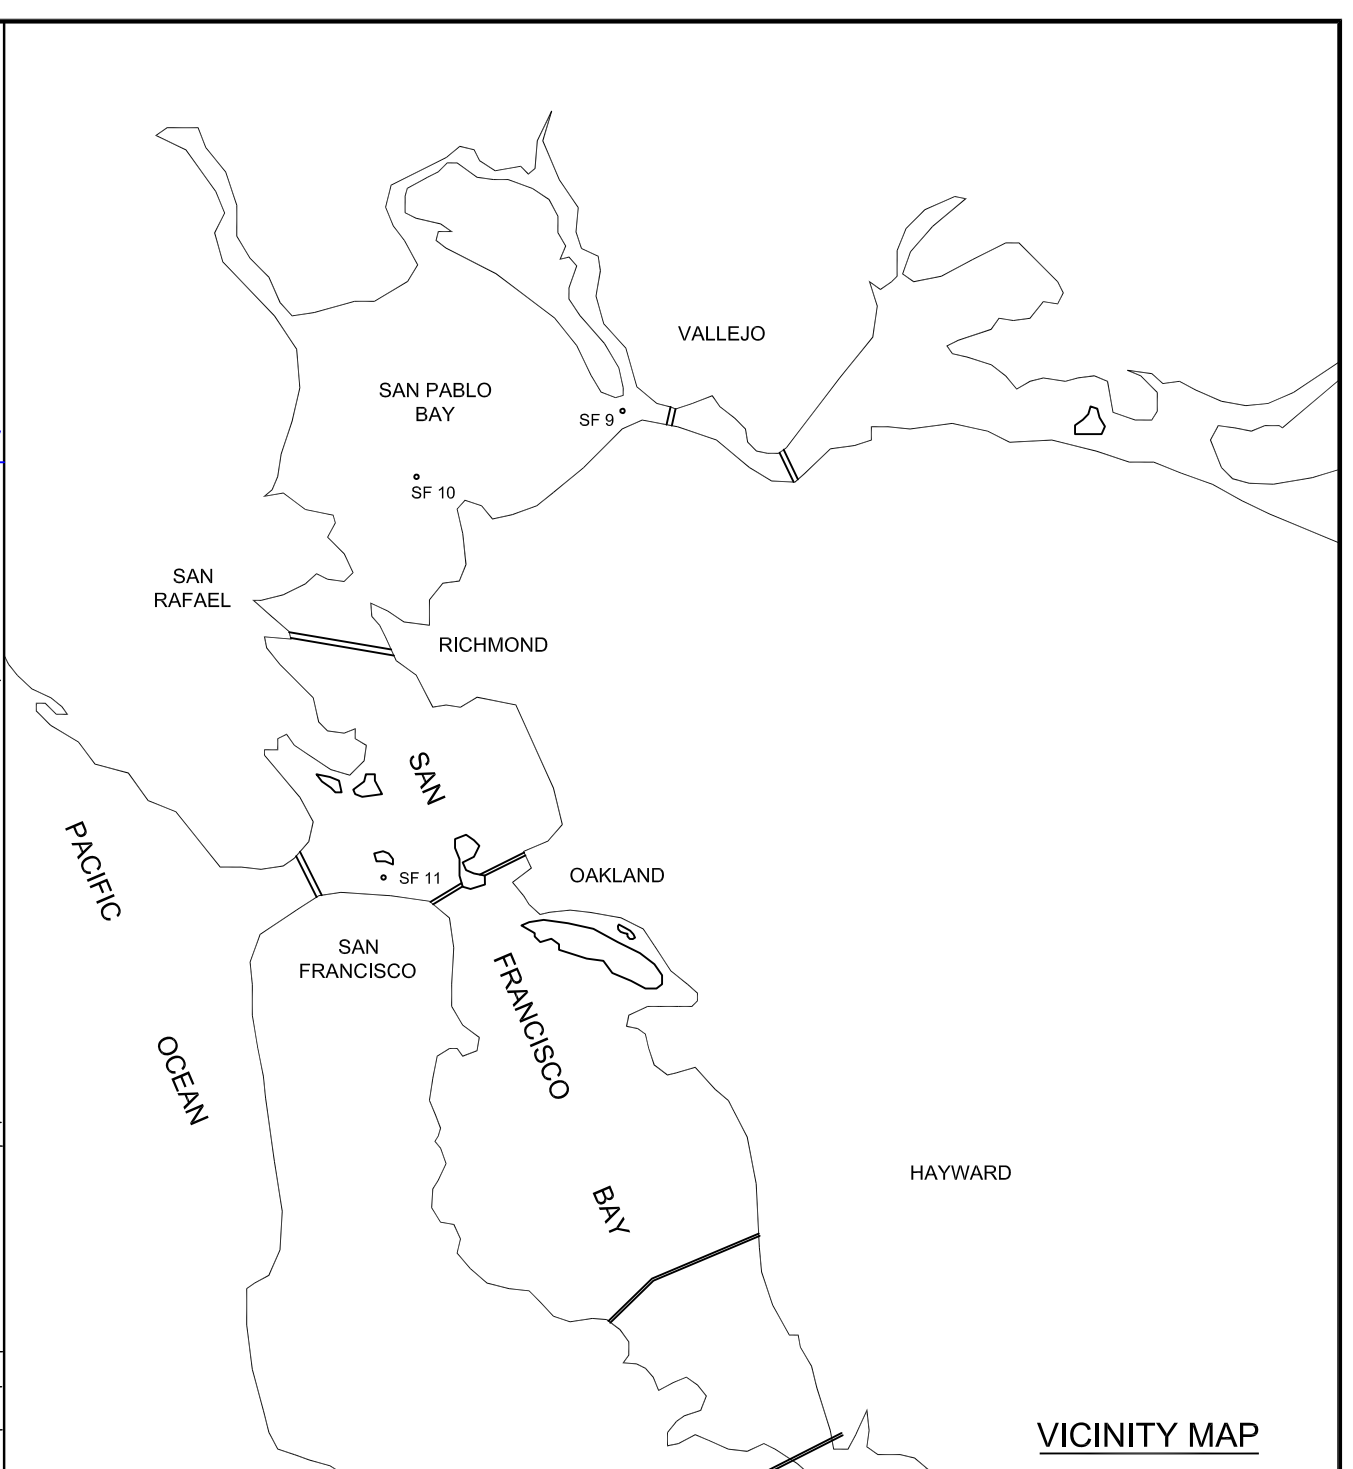 VALLEJO
SAN PABLO
BAY
SF 9
SF 10
SAN
RAFAEL
RICHMOND
SAN
PACIFIC
SF 11
OAKLAND
SAN
FRANCISCO
FRANCISCO
OCEAN
HAYWARD
BAY
VICINITY MAP